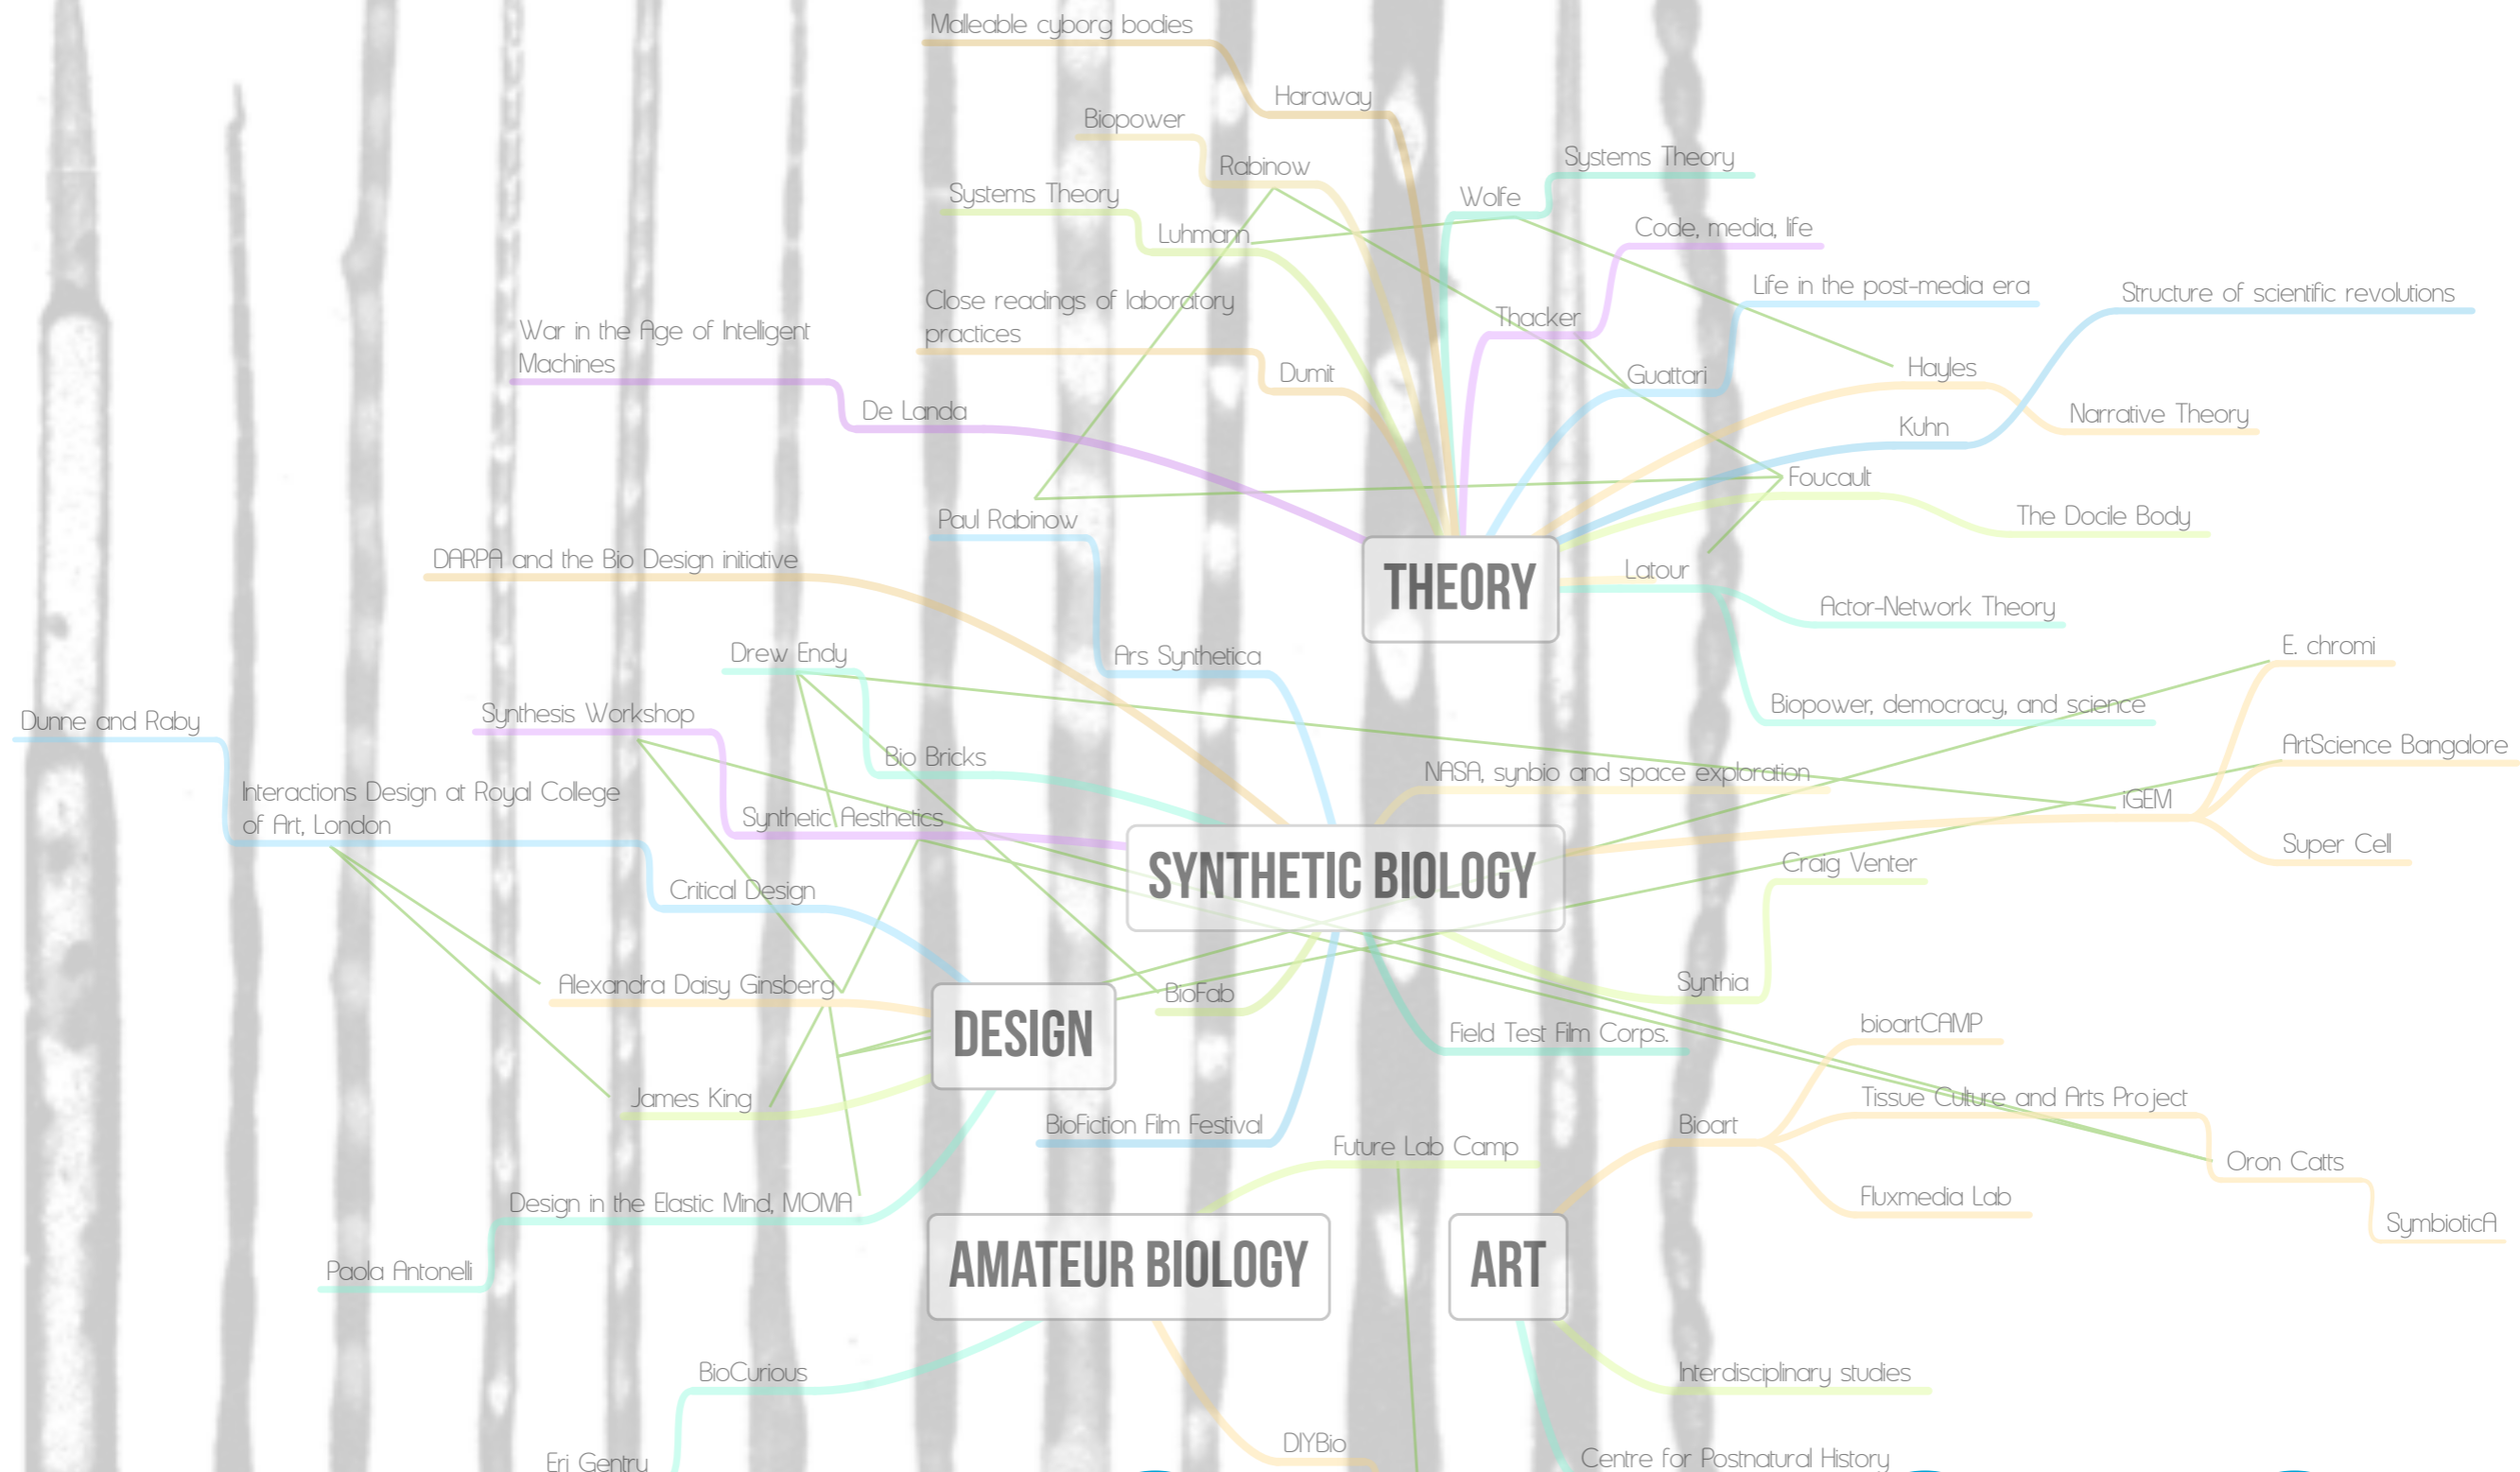 Malleable cyborg bodies
Haraway
Biopower
Rabinow
Systems Theory
Wolfe
Systems Theory
Luhmann
Code, media, life
Life in the post-media era
Structure of scientific revolutions
Close readings of laboratory
practices
Thacker
War in the Age of Intelligent
Machines
Dumit
Guattari
Hayles
De Landa
Narrative Theory
Kuhn
Foucault
Paul Rabinow
The Docile Body
DARPA and the Bio Design initiative
THEORY
Latour
Actor-Network Theory
Drew Endy
Ars Synthetica
E. chromi
Synthesis Workshop
Biopower, democracy, and science
Dunne and Raby
Bio Bricks
NASA, synbio and space exploration
ArtScience Bangalore
Interactions Design at Royal College
of Art, London
iGEM
Synthetic Aesthetics
Super Cell
SYNTHETIC BIOLOGY
Craig Venter
Critical Design
Alexandra Daisy Ginsberg
BioFab
Synthia
DESIGN
Field Test Film Corps.
bioartCAMP
James King
Tissue Culture and Arts Project
BioFiction Film Festival
Bioart
Future Lab Camp
Oron Catts
Design in the Elastic Mind, MOMA
Fluxmedia Lab
SymbioticA
Paola Antonelli
AMATEUR BIOLOGY
ART
BioCurious
Interdisciplinary studies
DIYBio
Eri Gentry
Centre for Postnatural History